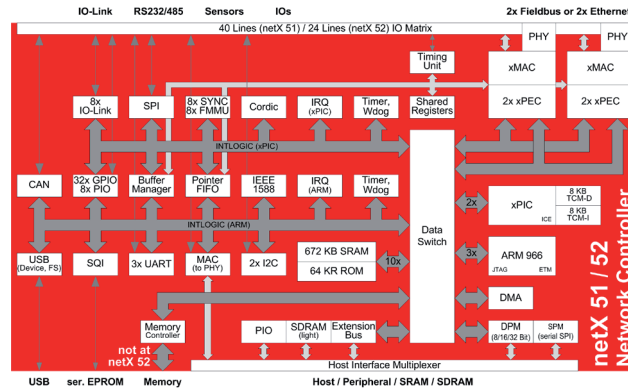 IO-Link RS232/485 Sensors IOs 2x Fieldbus or 2x Ethernet
40 Lines (netX 51) / 24 Lines (netX 52) IO Matrix
PHY PHY
Timing
Unit
xMAC xMAC
8x
IO-Link
SPI
8x SYNC
8x FMMU
Cordic
IRQ
(xPIC)
Timer,
Wdog
Shared
Registers
2x xPEC 2x xPEC
INTLOGIC (xPIC)
CAN
32x GPIO
8x PIO
Buffer
Manager
Pointer
FIFO
IEEE
1588
IRQ
(ARM)
Timer,
Wdog
Data
Switch
2x
xPIC
ICE
8 KB
TCM-D
8 KB
TCM-I
INTLOGIC (ARM)
USB
(Device, FS)
SQI
3x UART
MAC
(to PHY)
2x I2C
672 KB SRAM
64 KR ROM
10x
3x
ARM 966
JTAG ETM
DMA
Memory
Controller
PIO
SDRAM
(light)
Extension
Bus
DPM
(8/16/32 Bit)
SPM
(serial SPI)
not at
netX 52
Host Interface Multiplexer
netX 51 / 52
Network Controller
USB ser. EPROM Memory Host / Peripheral / SRAM / SDRAM